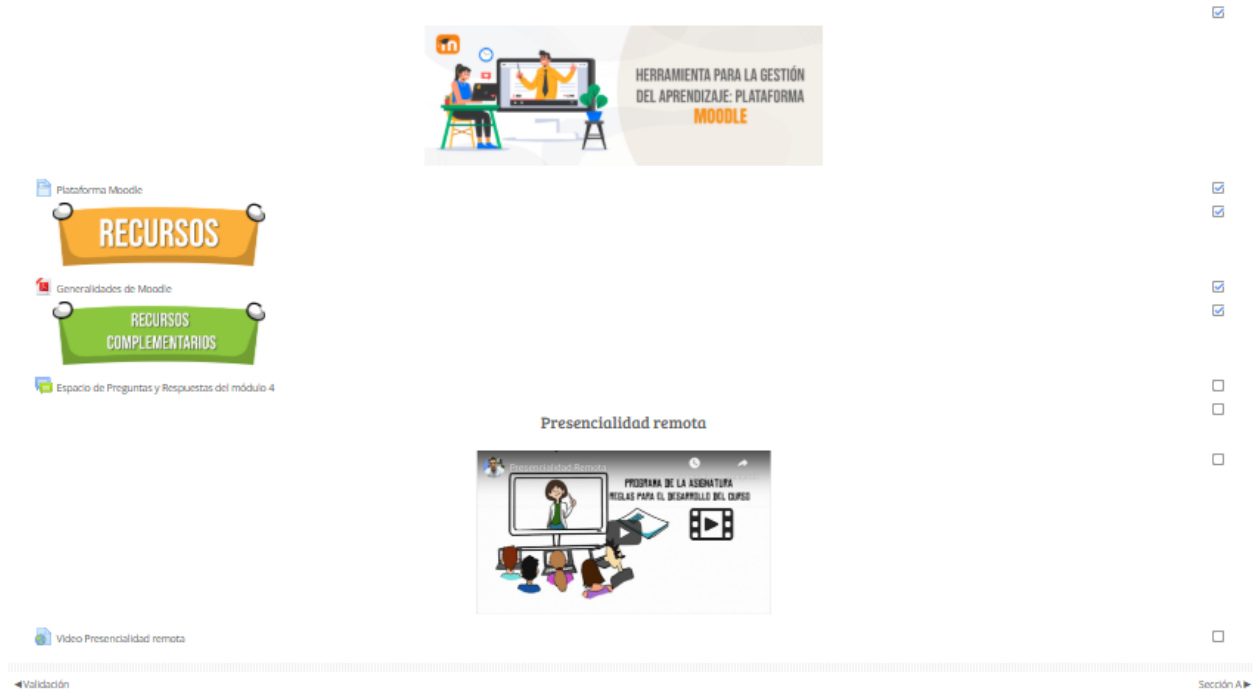 HERRAMIENTA PARA LA GESTIÓN
DEL APRENDIZAJE: PLATAFORMA
MOODLE
Plataforma Moodle
RECURSOS
Generalidades de Moodle
RECURSOS
COMPLEMENTARIOS
Espacio de Preguntas y Respuestas del módulo 4
Presencialidad remota
Presencialidad Remota
PROGRAMA DE LA ASIGNATURA
REGLAS PARA EL DESARROLLO DEL CURSO
Video Presencialidad remota
◄Validación
Sección A►